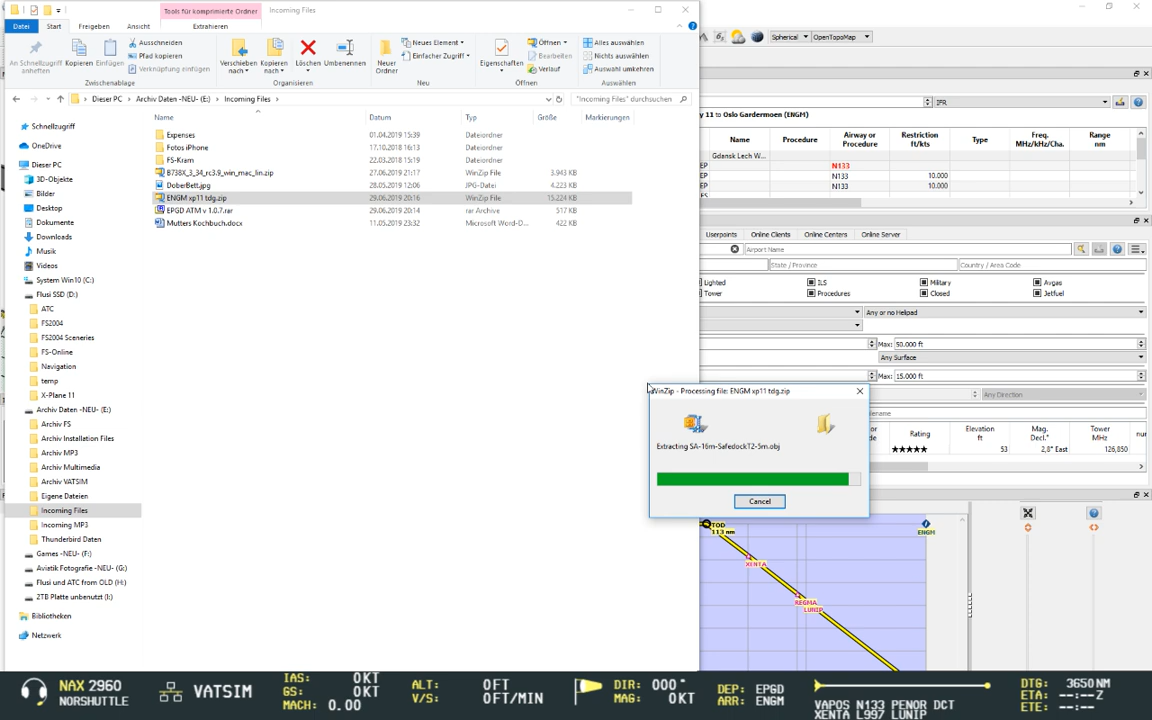 Tools für komprimierte Ordner
Incoming Files
Datei
Start
Freigeben
Ansicht
Extrahieren
An Schnellzugriff anheften
Kopieren
Einfügen
Ausschneiden
Pfad kopieren
Verknüpfung einfügen
Zwischenablage
Verschieben nach
Kopieren nach
Löschen
Umbenennen
Organisieren
Neuer Ordner
Neues Element
Einfacher Zugriff
Neu
Eigenschaften
Öffnen
Bearbeiten
Verlauf
Öffnen
Alles auswählen
Nichts auswählen
Auswahl umkehren
Auswählen
Dieser PC > Archiv Daten -NEU- (E:) > Incoming Files >
"Incoming Files" durchsuchen
Name Datum Typ Größe Markierungen
Expenses 01.04.2019 15:39 Dateiordner
Fotos iPhone 17.10.2018 16:13 Dateiordner
FS-Kram 22.03.2018 15:19 Dateiordner
B738X_3_34_rc3.9_win_mac_lin.zip 27.06.2019 21:17 WinZip File 3.943 KB
DoberBett.jpg 28.05.2019 12:06 JPG-Datei 4.223 KB
ENGM xp11 tdg.zip 29.06.2019 20:16 WinZip File 15.224 KB
EPGD ATM v 1.0.7.rar 29.06.2019 20:14 rar Archive 517 KB
Mutters Kochbuch.docx 11.05.2019 23:32 Microsoft Word-D... 422 KB
Schnellzugriff
OneDrive
Dieser PC
3D-Objekte
Bilder
Desktop
Dokumente
Downloads
Musik
Videos
System Win10 (C:)
Flusi SSD (D:)
ATC
FS2004
FS2004 Sceneries
FS-Online
Navigation
temp
X-Plane 11
Archiv Daten -NEU- (E:)
Archiv FS
Archiv Installation Files
Archiv MP3
Archiv Multimedia
Archiv VATSIM
Eigene Dateien
Incoming Files
Incoming MP3
Thunderbird Daten
Games -NEU- (F:)
Aviatik Fotografie -NEU- (G:)
Flusi und ATC from OLD (H:)
2TB Platte unbenutzt (I:)
Bibliotheken
Netzwerk
Spherical
OpenTopoMap
IFR
y 11 to Oslo Gardermoen (ENGM)
Name Procedure Airway or Procedure Restriction ft/kts Type Freq. MHz/kHz/Cha. Range nm
Gdansk Lech W...
EP N133
EP N133 10.000
EP N133 10.000
Userpoints Online Clients Online Centers Online Server
Airport Name
State / Province
Country / Area Code
Lighted ILS Military Avgas
Tower Procedures Closed Jetfuel
Any or no Helipad
Max: 50.000 ft
Any Surface
Max: 15.000 ft
Any Direction
Rating Elevation ft Mag. Decl.° Tower MHz
★★★★★ 53 2,8° East 126,850
WinZip - Processing file: ENGM xp11 tdg.zip
Extracting SA-16m-SafedockT2-5m.obj
Cancel
TOD
113 nm
ENGM
XENTA
REGMA
LUNIP
NAX 2960
NORSHUTTLE
VATSIM
IAS: 0KT
GS: 0KT
MACH: 0.00
ALT: 0FT
V/S: 0FT/MIN
DIR: 000°
MAG: 0KT
DEP: EPGD
ARR: ENGM
VAPOS N133 PENOR DCT
XENTA L997 LUNIP
DTG: 3650NM
ETA: --:--Z
ETE: --:--